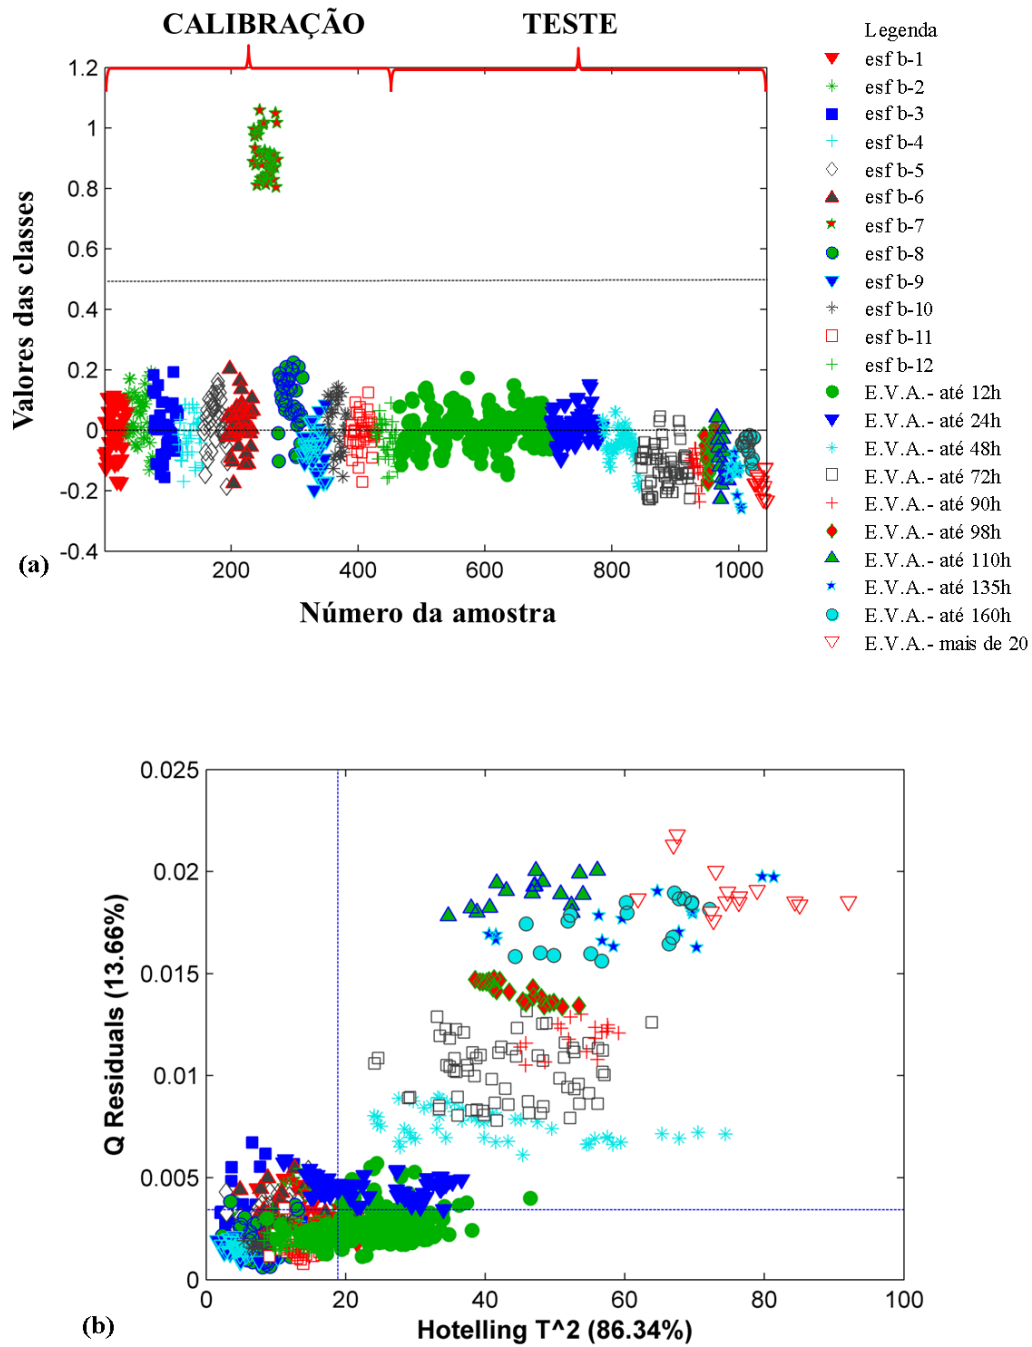 (a)
CALIBRAÇÃO
TESTE
Valores das classes
1.2
1
0.8
0.6
0.4
0.2
0
-0.2
-0.4
200
400
600
800
1000
Número da amostra
Legenda
esf b-1
esf b-2
esf b-3
esf b-4
esf b-5
esf b-6
esf b-7
esf b-8
esf b-9
esf b-10
esf b-11
esf b-12
E.V.A.- até 12h
E.V.A.- até 24h
E.V.A.- até 48h
E.V.A.- até 72h
E.V.A.- até 90h
E.V.A.- até 98h
E.V.A.- até 110h
E.V.A.- até 135h
E.V.A.- até 160h
E.V.A.- mais de 20
(b)
Q Residuals (13.66%)
0.025
0.02
0.015
0.01
0.005
0
0
20
40
60
80
100
Hotelling T^2 (86.34%)